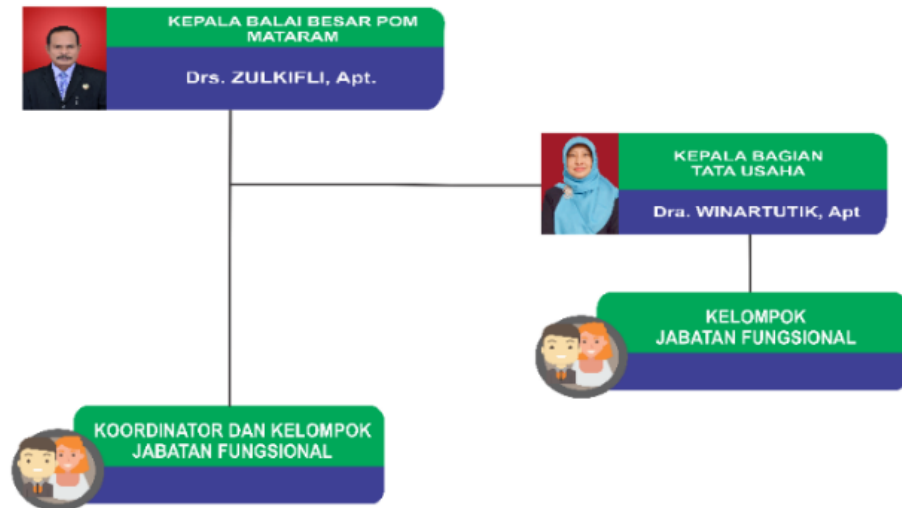 KEPALA BALAI BESAR POM
MATARAM
Drs. ZULKIFLI, Apt.
KEPALA BAGIAN
TATA USAHA
Dra. WINARTUTIK, Apt
KELOMPOK
JABATAN FUNGSIONAL
KOORDINATOR DAN KELOMPOK
JABATAN FUNGSIONAL